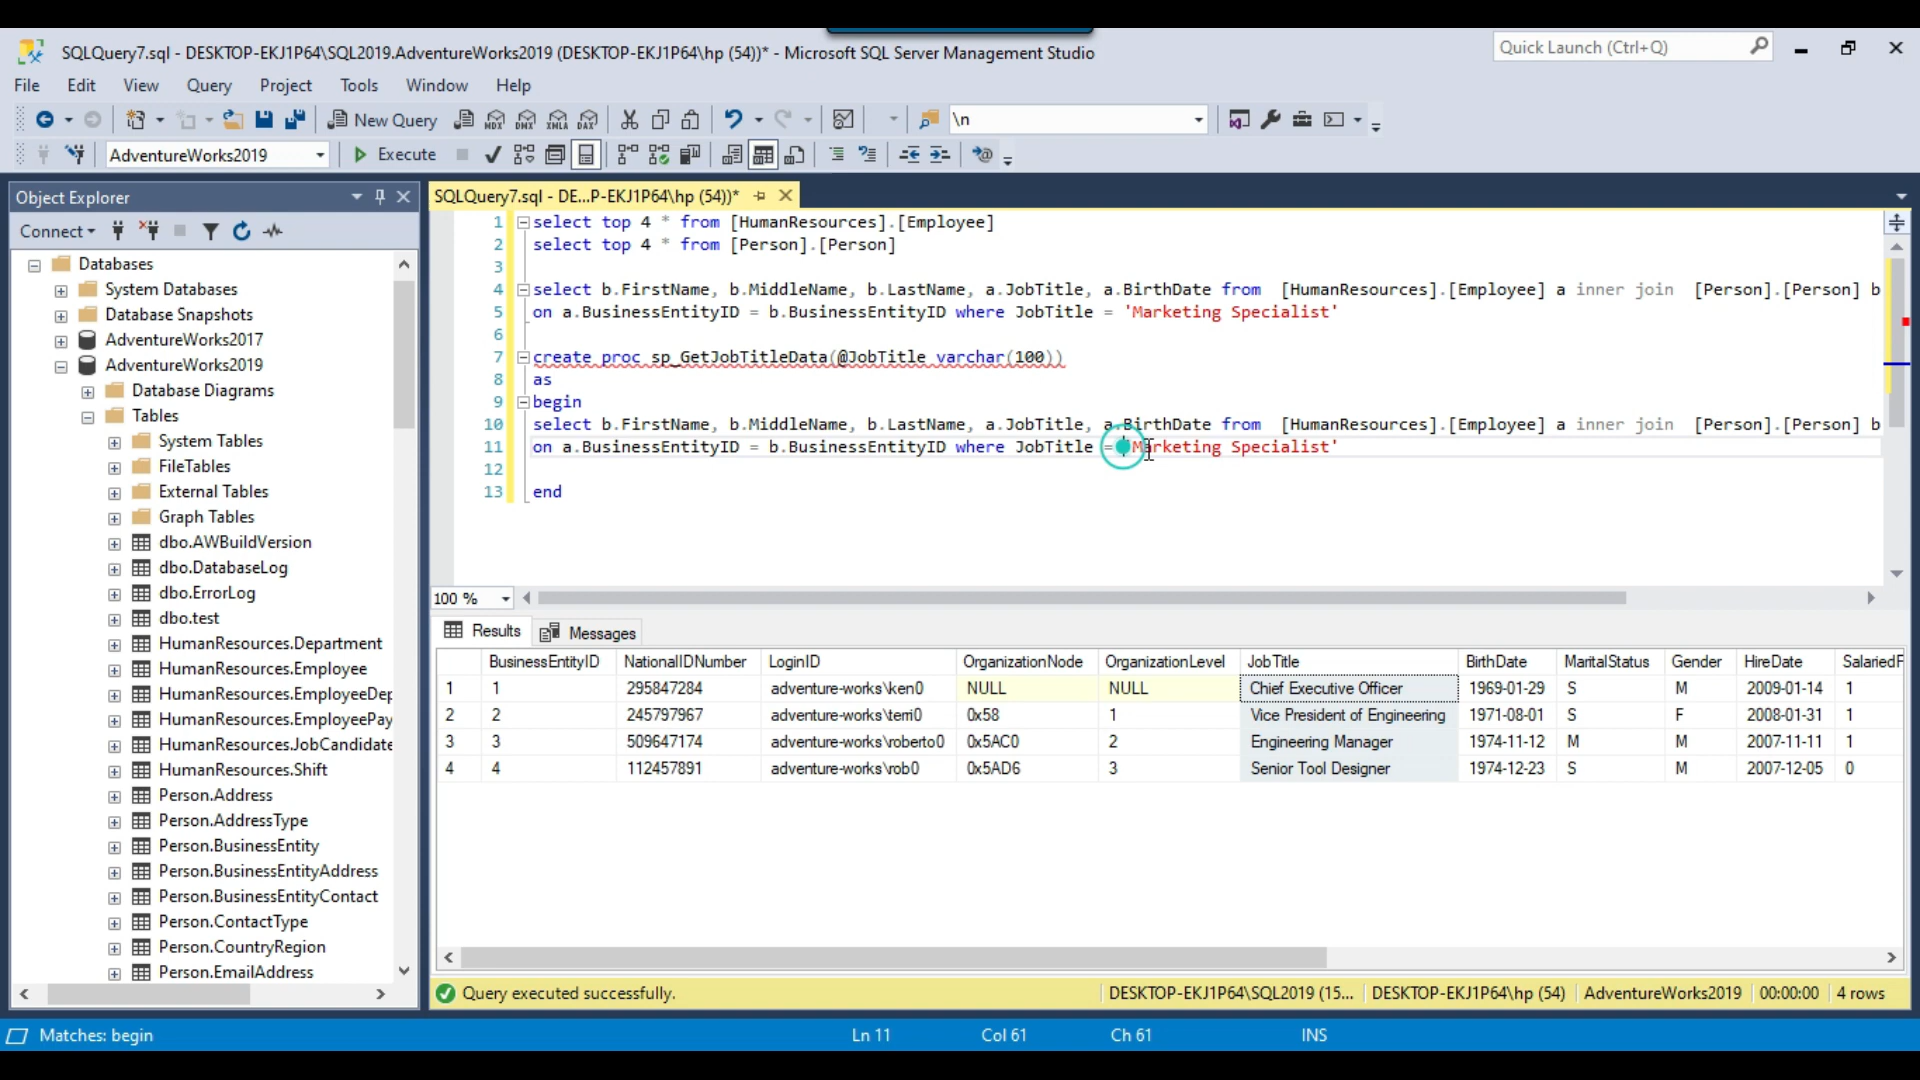 SQLQuery7.sql - DESKTOP-EKJ1P64\SQL2019.AdventureWorks2019 (DESKTOP-EKJ1P64\hp (54))* - Microsoft SQL Server Management Studio
Quick Launch (Ctrl+Q)
File Edit View Query Project Tools Window Help
New Query MDX DMX XMLA DAX \n
AdventureWorks2019 Execute
Object Explorer
Connect
Databases
System Databases
Database Snapshots
AdventureWorks2017
AdventureWorks2019
Database Diagrams
Tables
System Tables
FileTables
External Tables
Graph Tables
dbo.AWBuildVersion
dbo.DatabaseLog
dbo.ErrorLog
dbo.test
HumanResources.Department
HumanResources.Employee
HumanResources.EmployeeDep
HumanResources.EmployeePay
HumanResources.JobCandidate
HumanResources.Shift
Person.Address
Person.AddressType
Person.BusinessEntity
Person.BusinessEntityAddress
Person.BusinessEntityContact
Person.ContactType
Person.CountryRegion
Person.EmailAddress
SQLQuery7.sql - DE...P-EKJ1P64\hp (54))*
1 select top 4 * from [HumanResources].[Employee]
2 select top 4 * from [Person].[Person]
3
4 select b.FirstName, b.MiddleName, b.LastName, a.JobTitle, a.BirthDate from [HumanResources].[Employee] a inner join [Person].[Person] b
5 on a.BusinessEntityID = b.BusinessEntityID where JobTitle = 'Marketing Specialist'
6
7 create proc sp_GetJobTitleData(@JobTitle varchar(100))
8 as
9 begin
10 select b.FirstName, b.MiddleName, b.LastName, a.JobTitle, a.BirthDate from [HumanResources].[Employee] a inner join [Person].[Person] b
11 on a.BusinessEntityID = b.BusinessEntityID where JobTitle = 'Marketing Specialist'
12
13 end
100 %
Results Messages
BusinessEntityID NationalIDNumber LoginID OrganizationNode OrganizationLevel JobTitle BirthDate MaritalStatus Gender HireDate SalariedF
1 1 295847284 adventure-works\ken0 NULL NULL Chief Executive Officer 1969-01-29 S M 2009-01-14 1
2 2 245797967 adventure-works\terri0 0x58 1 Vice President of Engineering 1971-08-01 S F 2008-01-31 1
3 3 509647174 adventure-works\roberto0 0x5AC0 2 Engineering Manager 1974-11-12 M M 2007-11-11 1
4 4 112457891 adventure-works\rob0 0x5AD6 3 Senior Tool Designer 1974-12-23 S M 2007-12-05 0
Query executed successfully. DESKTOP-EKJ1P64\SQL2019 (15... DESKTOP-EKJ1P64\hp (54) AdventureWorks2019 00:00:00 4 rows
Matches: begin Ln 11 Col 61 Ch 61 INS